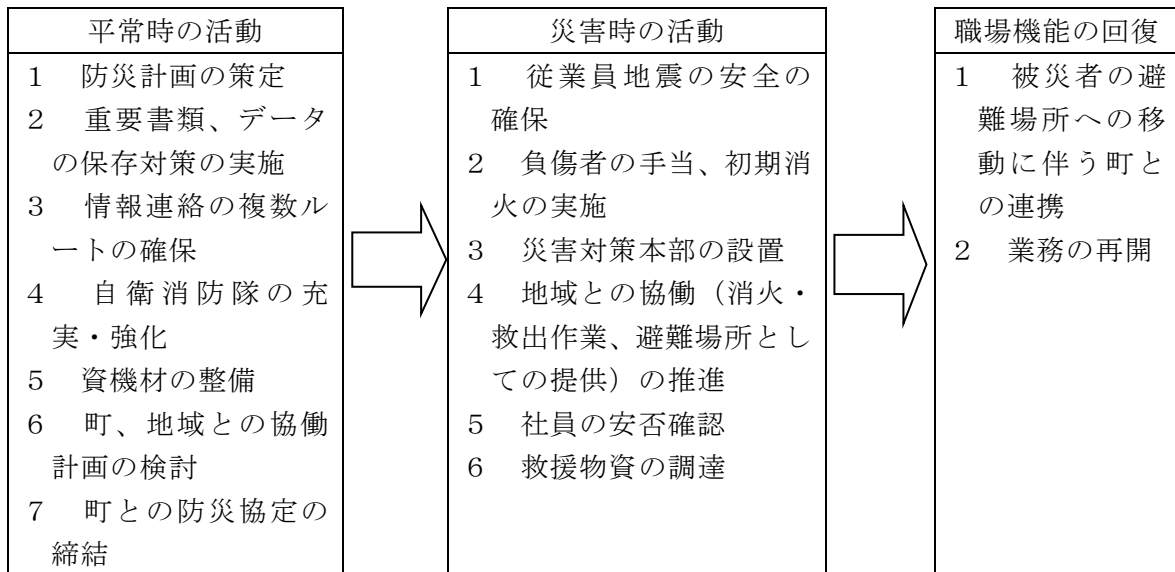 平常時の活動
1 防災計画の策定
2 重要書類、データ
の保存対策の実施
3 情報連絡の複数ル
ートの確保
4 自衛消防隊の充
実・強化
5 資機材の整備
6 町、地域との協働
計画の検討
7 町との防災協定の
締結
災害時の活動
1 従業員地震の安全の
確保
2 負傷者の手当、初期消
火の実施
3 災害対策本部の設置
4 地域との協働（消火・
救出作業、避難場所とし
ての提供）の推進
5 社員の安否確認
6 救援物資の調達
職場機能の回復
1 被災者の避
難場所への移
動に伴う町と
の連携
2 業務の再開